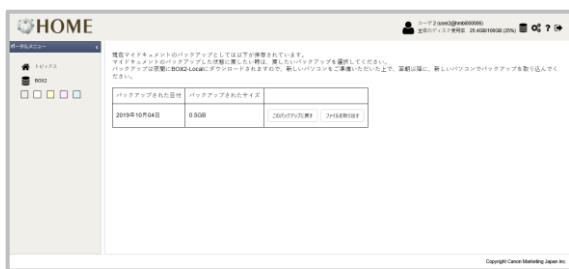 HOME
ユーザ2 (user2@hmb000006)
全体のディスク使用率 25.4GB/100GB (25%)
ポータルメニュー
トピックス
BOX2
現在マイドキュメントのバックアップとしては以下が保存されています。
マイドキュメントのバックアップした状態に戻したい時は、戻したいバックアップを選択してください。
バックアップは夜間にBOX2-Localにダウンロードされますので、新しいパソコンをご準備いただいた上で、翌朝以降に、新しいパソコンでバックアップを取り込んでください。
バックアップされた日付 バックアップされたサイズ
2019年10月04日 0.5GB このバックアップに戻す ファイルを取り出す
Copyright Canon Marketing Japan Inc.